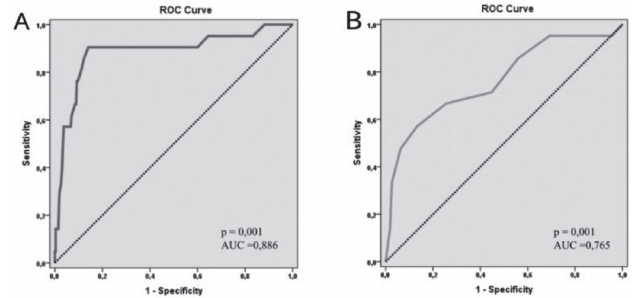 A
ROC Curve
Sensitivity
1,0
0,8
0,6
0,4
0,2
0,0
0,0 0,2 0,4 0,6 0,8 1,0
1 - Specificity
p = 0,001
AUC =0,886
B
ROC Curve
Sensitivity
1,0
0,8
0,6
0,4
0,2
0,0
0,0 0,2 0,4 0,6 0,8 1,0
1 - Specificity
p = 0,001
AUC =0,765